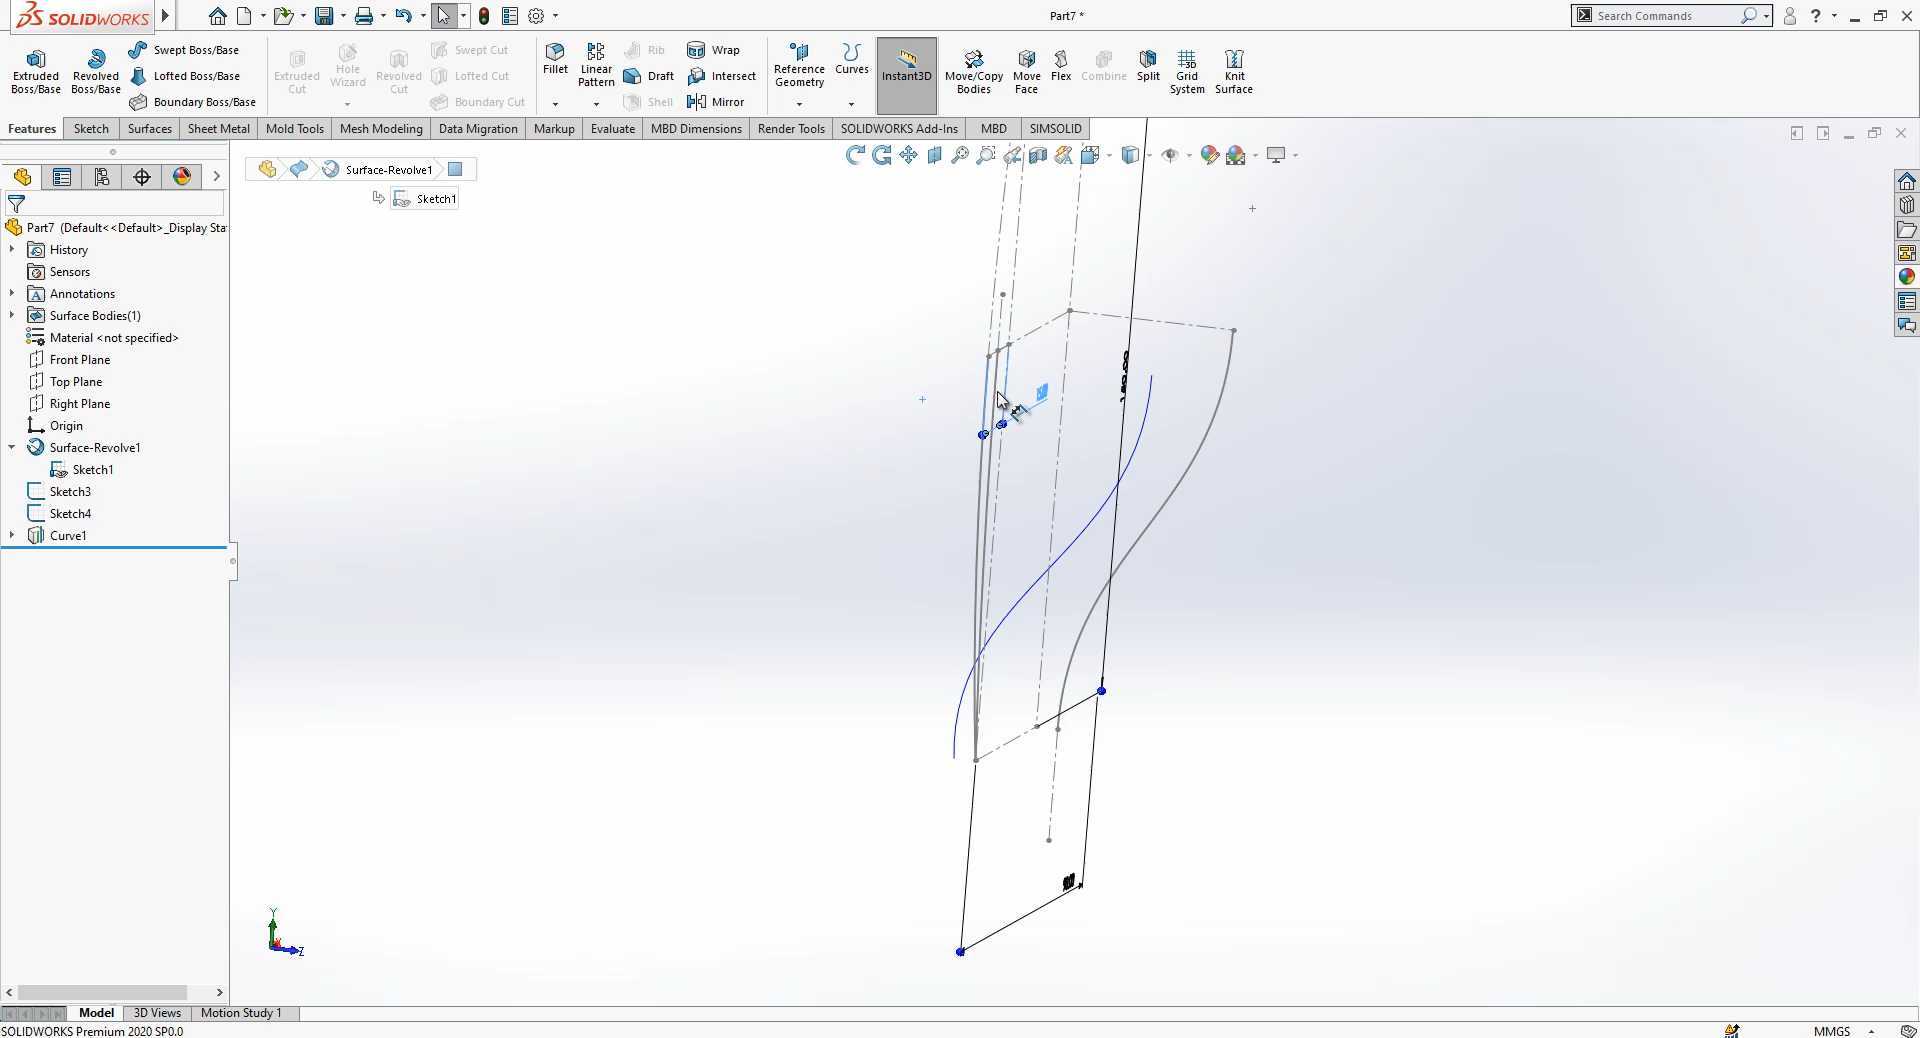 SOLIDWORKS
Part7 *
Search Commands
Extruded Boss/Base
Revolved Boss/Base
Swept Boss/Base
Lofted Boss/Base
Boundary Boss/Base
Extruded Cut
Hole Wizard
Revolved Cut
Swept Cut
Lofted Cut
Boundary Cut
Fillet
Linear Pattern
Rib
Draft
Shell
Wrap
Intersect
Mirror
Reference Geometry
Curves
Instant3D
Move/Copy Bodies
Move Face
Flex
Combine
Split
Grid System
Knit Surface
Features
Sketch
Surfaces
Sheet Metal
Mold Tools
Mesh Modeling
Data Migration
Markup
Evaluate
MBD Dimensions
Render Tools
SOLIDWORKS Add-Ins
MBD
SIMSOLID
Surface-Revolve1
Sketch1
Part7 (Default<<Default>_Display Sta
History
Sensors
Annotations
Surface Bodies(1)
Material <not specified>
Front Plane
Top Plane
Right Plane
Origin
Surface-Revolve1
Sketch1
Sketch3
Sketch4
Curve1
Y
Z
Model
3D Views
Motion Study 1
SOLIDWORKS Premium 2020 SP0.0
MMGS